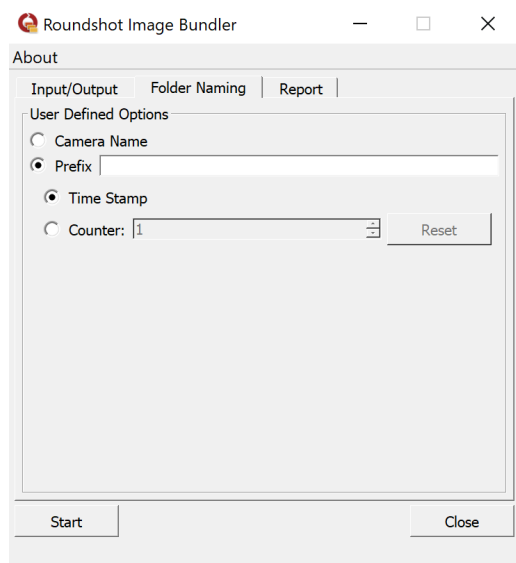 Roundshot Image Bundler
About
Input/Output Folder Naming Report
User Defined Options
Camera Name
Prefix
Time Stamp
Counter: 1 Reset
Start Close